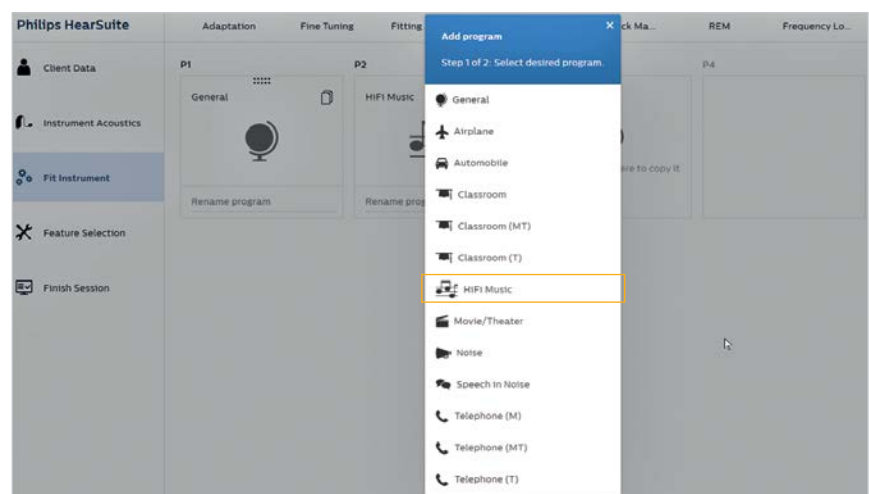 Philips HearSuite
Adaptation
Fine Tuning
Fitting
ck Ma...
REM
Frequency Lo...
Client Data
Instrument Acoustics
Fit Instrument
Feature Selection
Finish Session
P1
General
Rename program
P2
HiFi Music
Rename prog
ere to copy it
P4
Add program
×
Step 1 of 2: Select desired program.
General
Airplane
Automobile
Classroom
Classroom (MT)
Classroom (T)
HiFi Music
Movie/Theater
Noise
Speech in Noise
Telephone (M)
Telephone (MT)
Telephone (T)